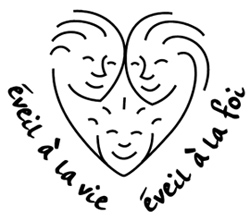 éveil à la vie
éveil à la foi